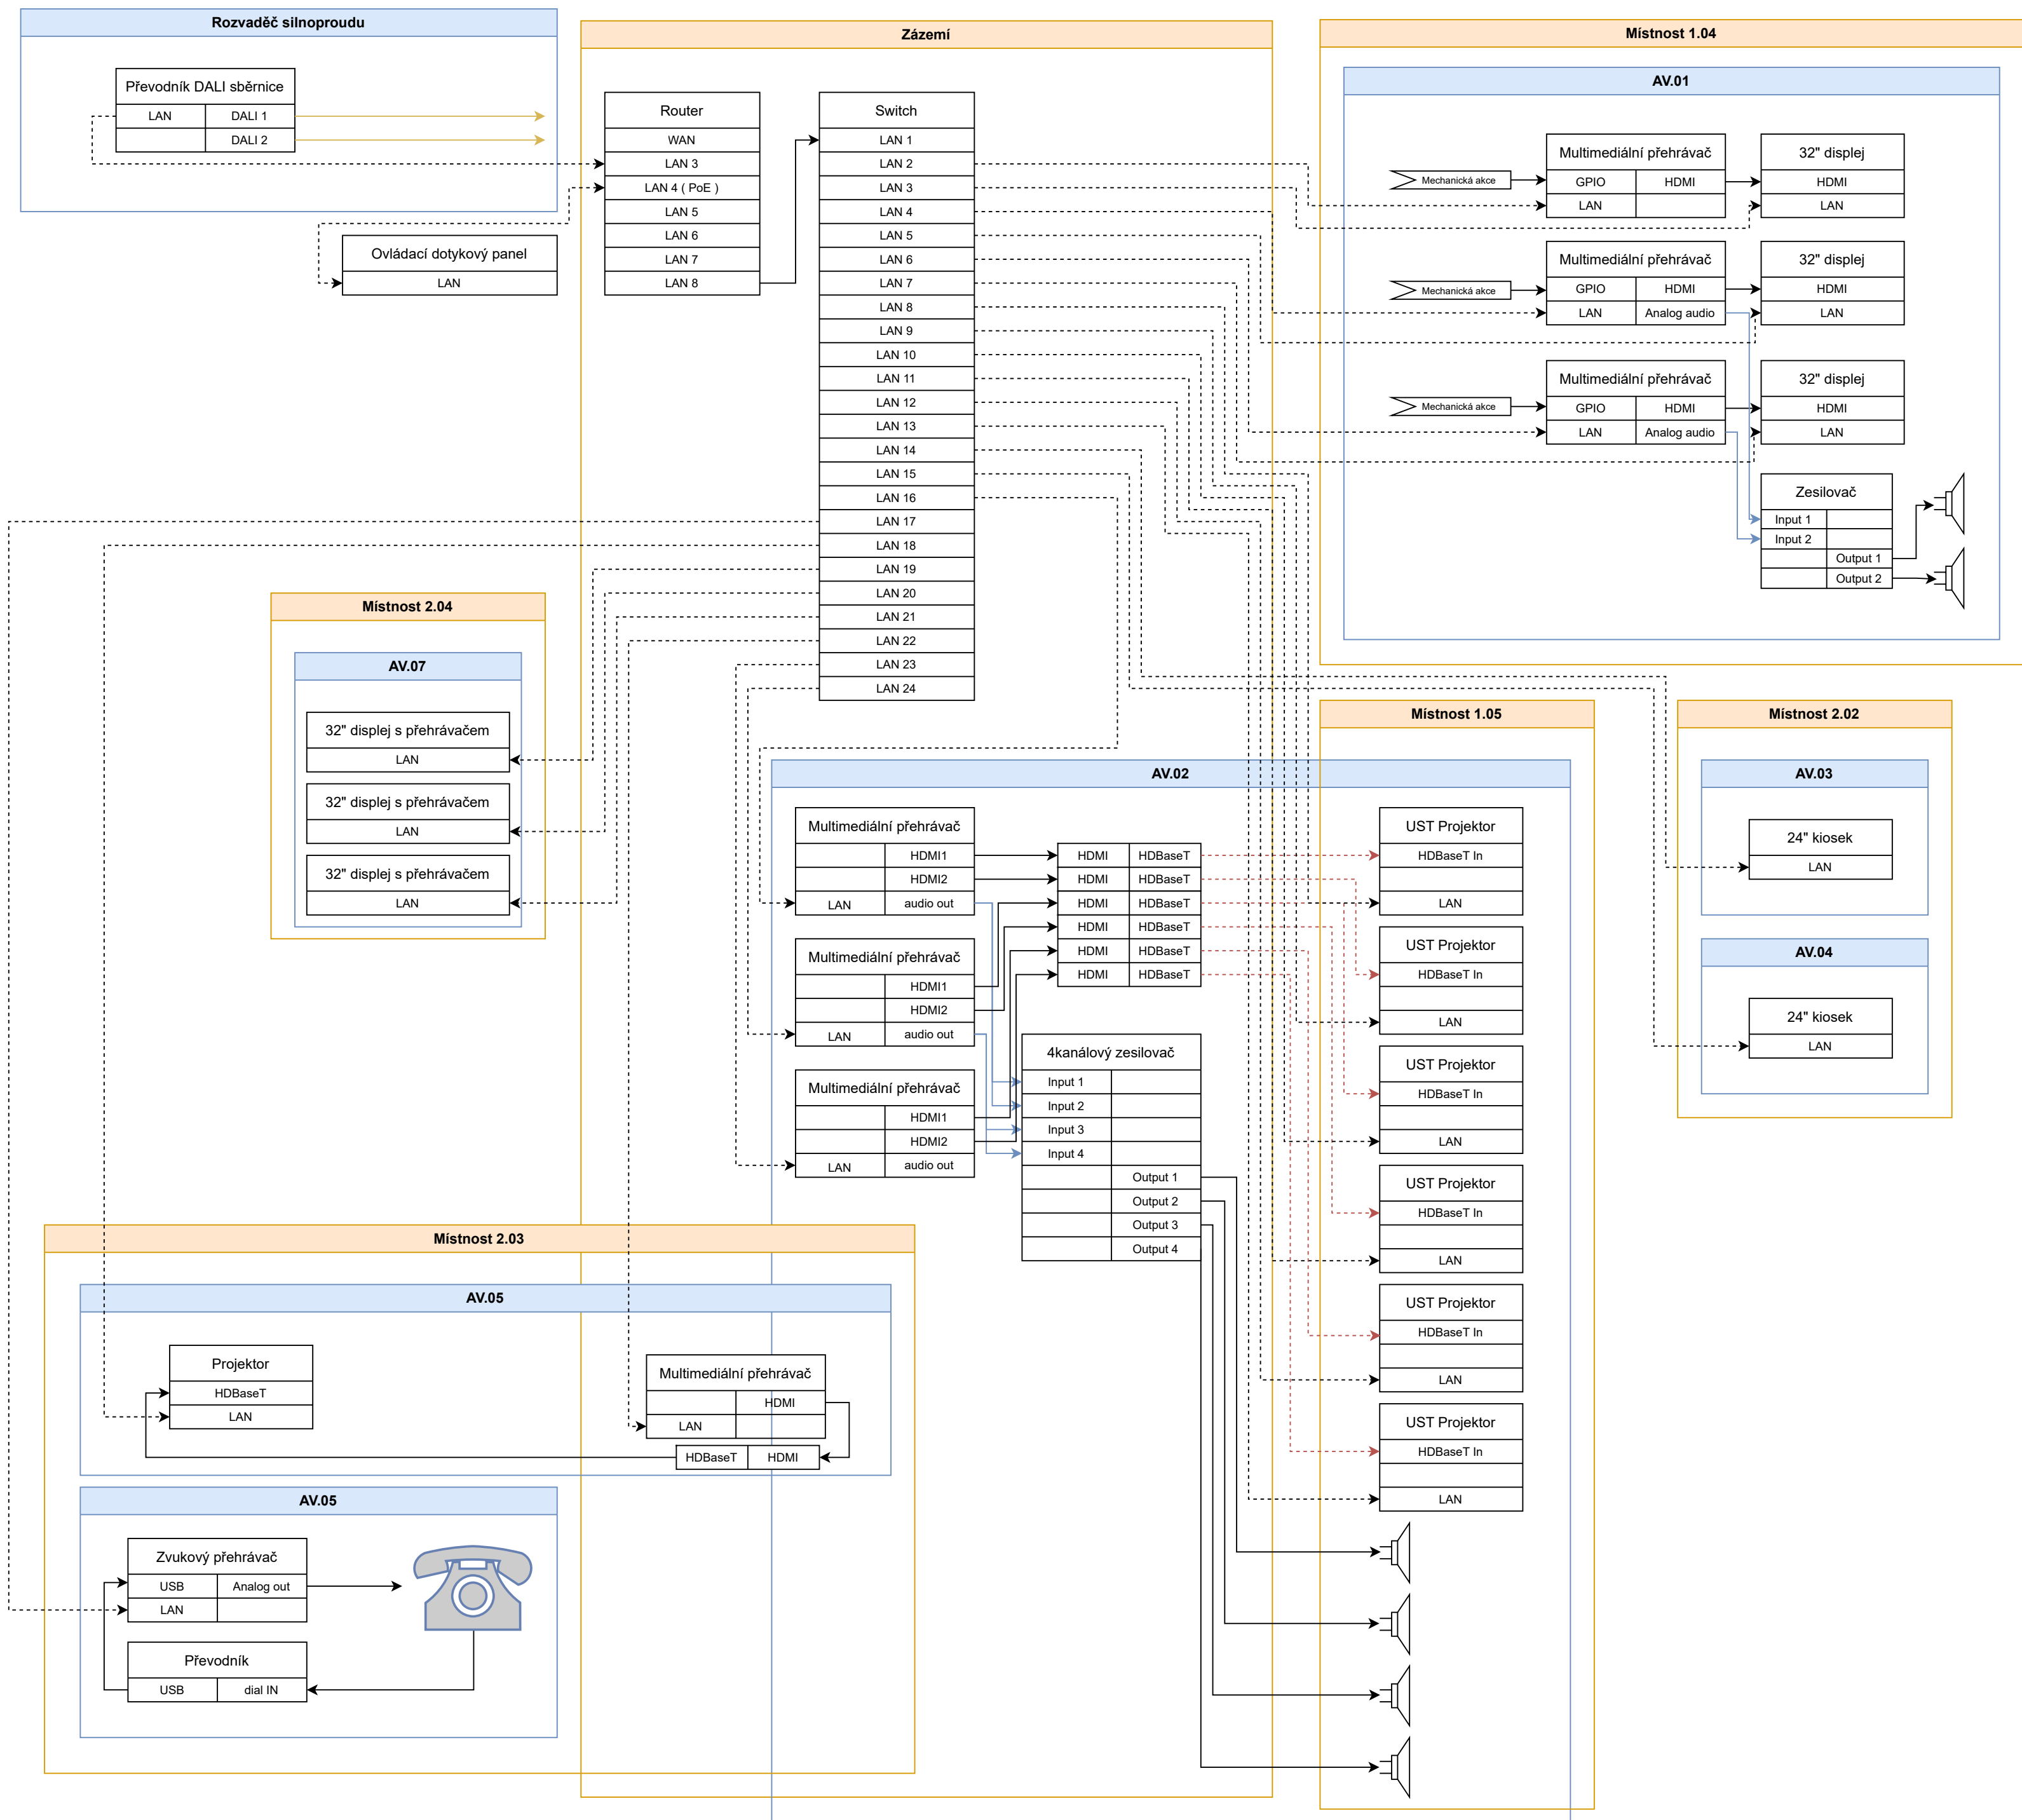 Rozvaděč silnoproudu
Převodník DALI sběrnice
LAN
DALI 1
DALI 2
Ovládací dotykový panel
LAN
Zázemí
Router
WAN
LAN 3
LAN 4 ( PoE )
LAN 5
LAN 6
LAN 7
LAN 8
Switch
LAN 1
LAN 2
LAN 3
LAN 4
LAN 5
LAN 6
LAN 7
LAN 8
LAN 9
LAN 10
LAN 11
LAN 12
LAN 13
LAN 14
LAN 15
LAN 16
LAN 17
LAN 18
LAN 19
LAN 20
LAN 21
LAN 22
LAN 23
LAN 24
Místnost 1.04
AV.01
Mechanická akce
Multimediální přehrávač
GPIO
HDMI
LAN
32" displej
HDMI
LAN
Mechanická akce
Multimediální přehrávač
GPIO
HDMI
LAN
Analog audio
32" displej
HDMI
LAN
Mechanická akce
Multimediální přehrávač
GPIO
HDMI
LAN
Analog audio
32" displej
HDMI
LAN
Zesilovač
Input 1
Input 2
Output 1
Output 2
Místnost 2.04
AV.07
32" displej s přehrávačem
LAN
32" displej s přehrávačem
LAN
32" displej s přehrávačem
LAN
AV.02
Multimediální přehrávač
HDMI1
HDMI2
LAN
audio out
Multimediální přehrávač
HDMI1
HDMI2
LAN
audio out
Multimediální přehrávač
HDMI1
HDMI2
LAN
audio out
HDMI
HDBaseT
HDMI
HDBaseT
HDMI
HDBaseT
HDMI
HDBaseT
HDMI
HDBaseT
HDMI
HDBaseT
4kanálový zesilovač
Input 1
Input 2
Input 3
Input 4
Output 1
Output 2
Output 3
Output 4
Místnost 1.05
UST Projektor
HDBaseT In
LAN
UST Projektor
HDBaseT In
LAN
UST Projektor
HDBaseT In
LAN
UST Projektor
HDBaseT In
LAN
UST Projektor
HDBaseT In
LAN
UST Projektor
HDBaseT In
LAN
Místnost 2.02
AV.03
24" kiosek
LAN
AV.04
24" kiosek
LAN
Místnost 2.03
AV.05
Projektor
HDBaseT
LAN
Multimediální přehrávač
HDMI
LAN
HDBaseT
HDMI
AV.05
Zvukový přehrávač
USB
Analog out
LAN
Převodník
USB
dial IN